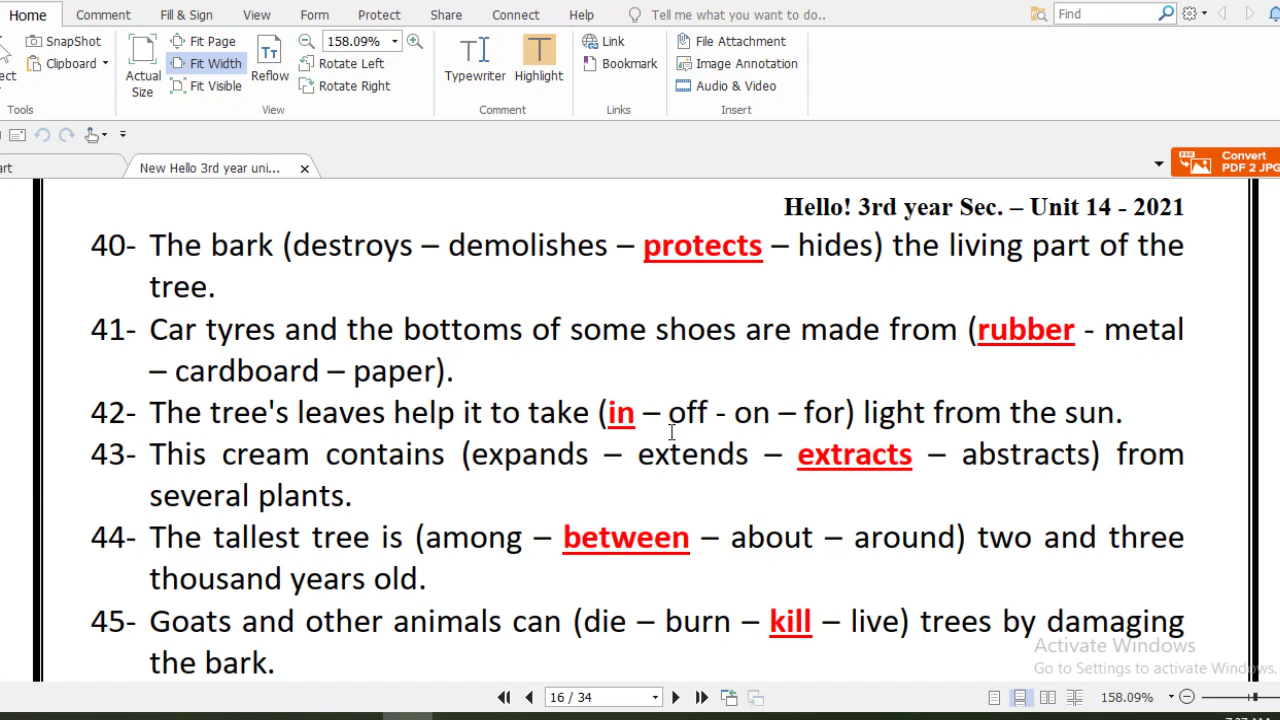 Home Comment Fill & Sign View Form Protect Share Connect Help Tell me what you want to do.. Find
SnapShot Fit Page 158.09% Link File Attachment
Clipboard Fit Width Rotate Left Bookmark Image Annotation
Actual Size Fit Visible Reflow Rotate Right Typewriter Highlight Audio & Video
Tools View Comment Links Insert
New Hello 3rd year uni... Convert
PDF 2 JPG
Hello! 3rd year Sec. – Unit 14 - 2021
40- The bark (destroys – demolishes – protects – hides) the living part of the
tree.
41- Car tyres and the bottoms of some shoes are made from (rubber - metal
– cardboard – paper).
42- The tree's leaves help it to take (in – off - on – for) light from the sun.
43- This cream contains (expands – extends – extracts – abstracts) from
several plants.
44- The tallest tree is (among – between – about – around) two and three
thousand years old.
45- Goats and other animals can (die – burn – kill – live) trees by damaging
the bark.
Activate Windows
Go to Settings to activate Windows.
16 / 34 158.09%